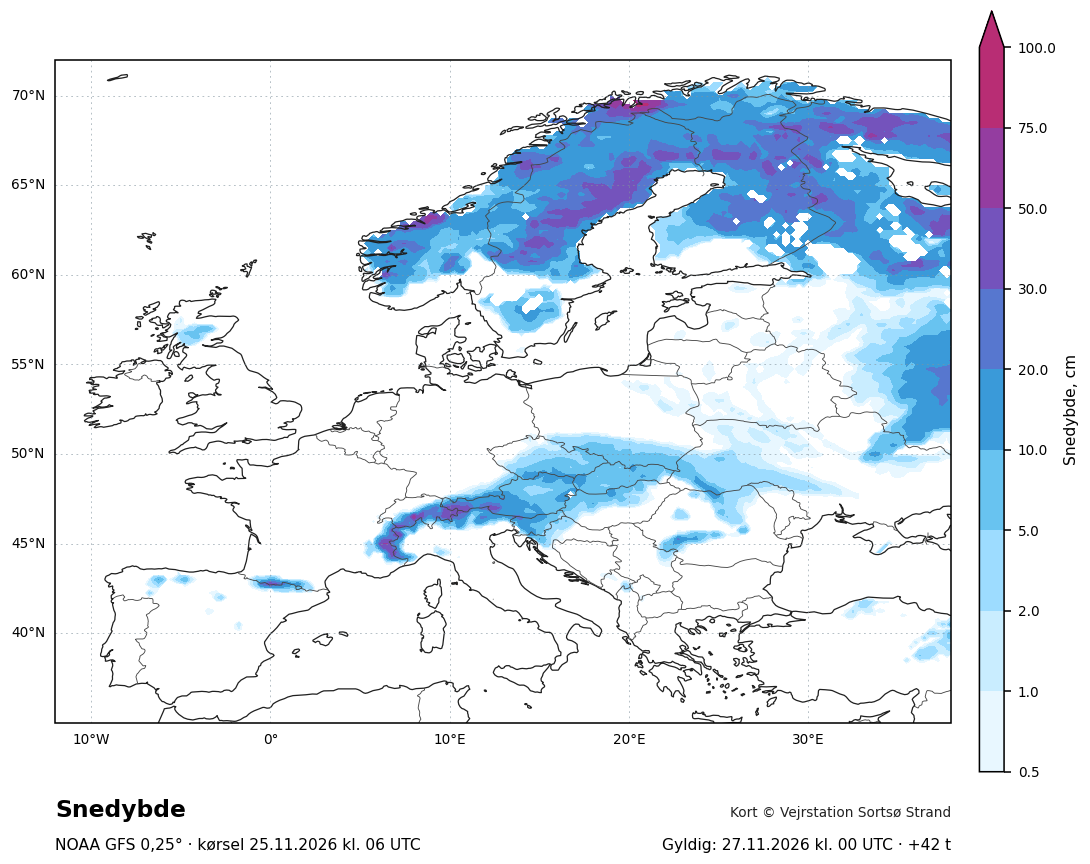 100.0
75.0
50.0
30.0
20.0
10.0
5.0
2.0
1.0
0.5
Snedybde, cm
70°N
65°N
60°N
55°N
50°N
45°N
40°N
10°W 0° 10°E 20°E 30°E
Snedybde
Kort © Vejrstation Sortsø Strand
NOAA GFS 0,25° · kørsel 25.11.2026 kl. 06 UTC
Gyldig: 27.11.2026 kl. 00 UTC · +42 t